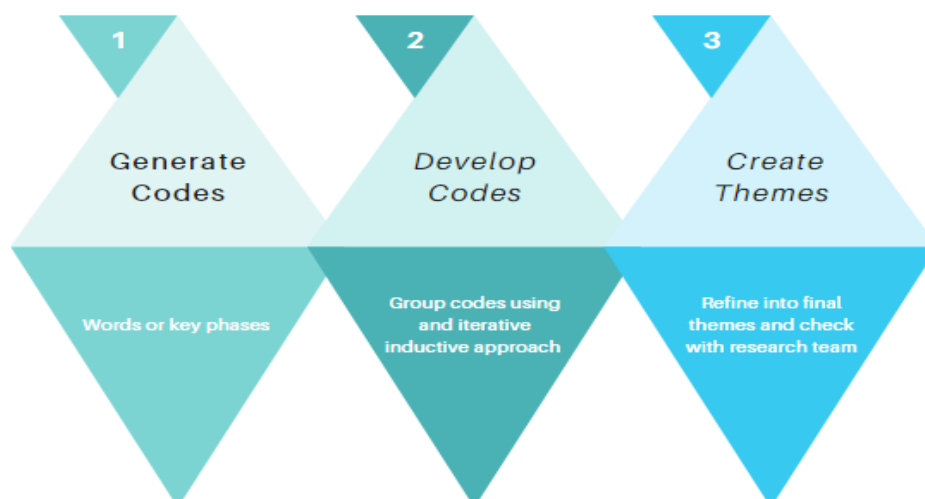 1
Generate
Codes
Words or key phases
2
Develop
Codes
Group codes using
and iterative
inductive approach
3
Create
Themes
Refine into final
themes and check
with research team